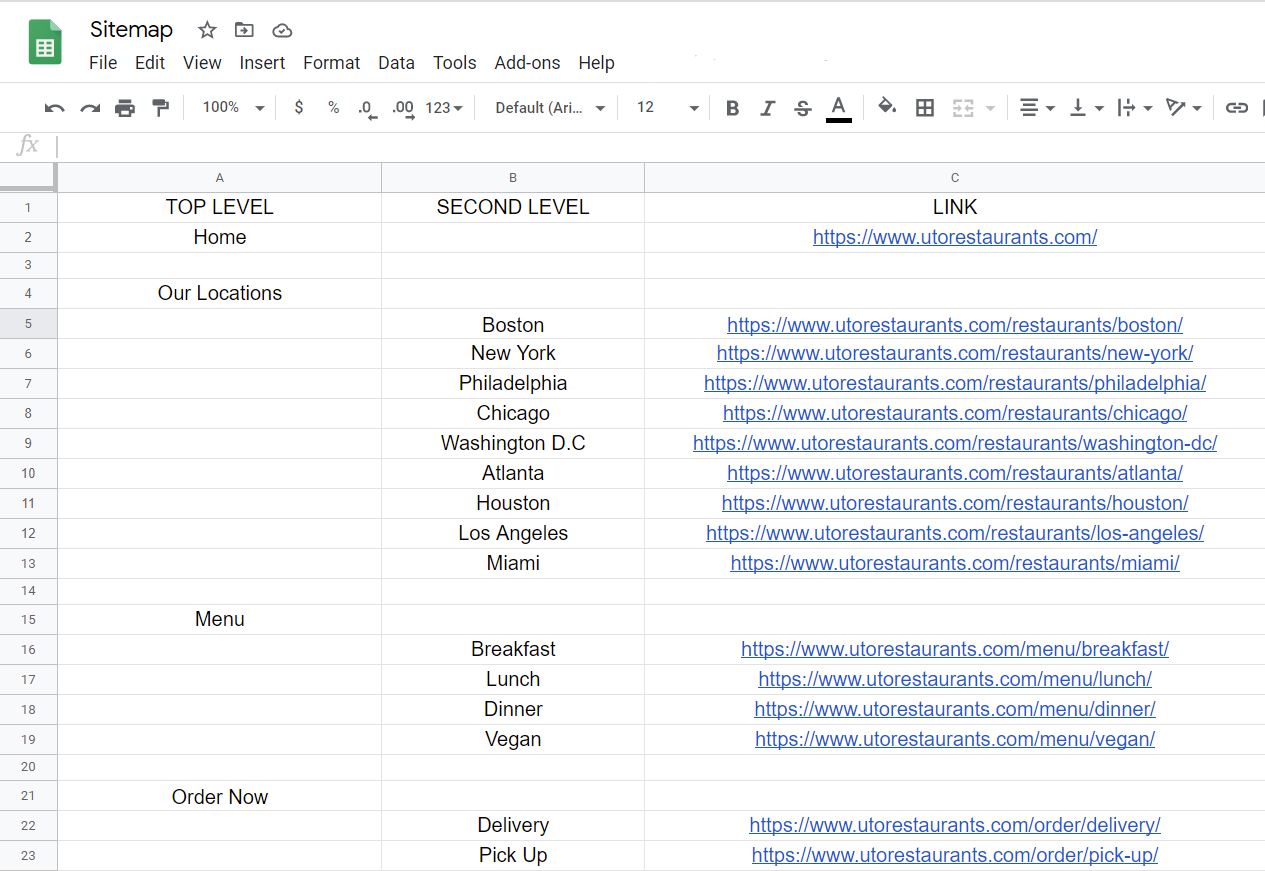 Sitemap
File Edit View Insert Format Data Tools Add-ons Help
100% $ % .0 .00 123 Default (Ari... 12 B I S A
fx
A B C
1 TOP LEVEL SECOND LEVEL LINK
2 Home https://www.utorestaurants.com/
3
4 Our Locations
5 Boston https://www.utorestaurants.com/restaurants/boston/
6 New York https://www.utorestaurants.com/restaurants/new-york/
7 Philadelphia https://www.utorestaurants.com/restaurants/philadelphia/
8 Chicago https://www.utorestaurants.com/restaurants/chicago/
9 Washington D.C https://www.utorestaurants.com/restaurants/washington-dc/
10 Atlanta https://www.utorestaurants.com/restaurants/atlanta/
11 Houston https://www.utorestaurants.com/restaurants/houston/
12 Los Angeles https://www.utorestaurants.com/restaurants/los-angeles/
13 Miami https://www.utorestaurants.com/restaurants/miami/
14
15 Menu
16 Breakfast https://www.utorestaurants.com/menu/breakfast/
17 Lunch https://www.utorestaurants.com/menu/lunch/
18 Dinner https://www.utorestaurants.com/menu/dinner/
19 Vegan https://www.utorestaurants.com/menu/vegan/
20
21 Order Now
22 Delivery https://www.utorestaurants.com/order/delivery/
23 Pick Up https://www.utorestaurants.com/order/pick-up/